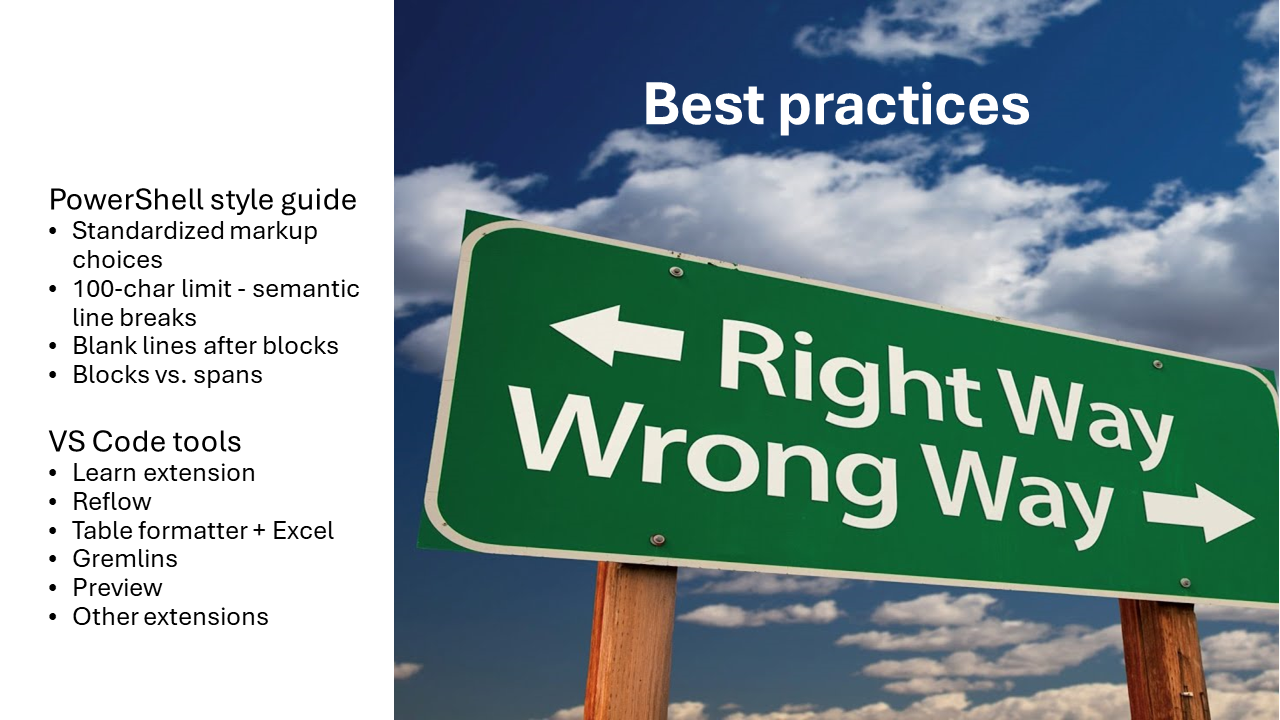 Best practices
PowerShell style guide
• Standardized markup
choices
• 100-char limit - semantic
line breaks
• Blank lines after blocks
• Blocks vs. spans
VS Code tools
• Learn extension
• Reflow
• Table formatter + Excel
• Gremlins
• Preview
• Other extensions
Right Way
Wrong Way